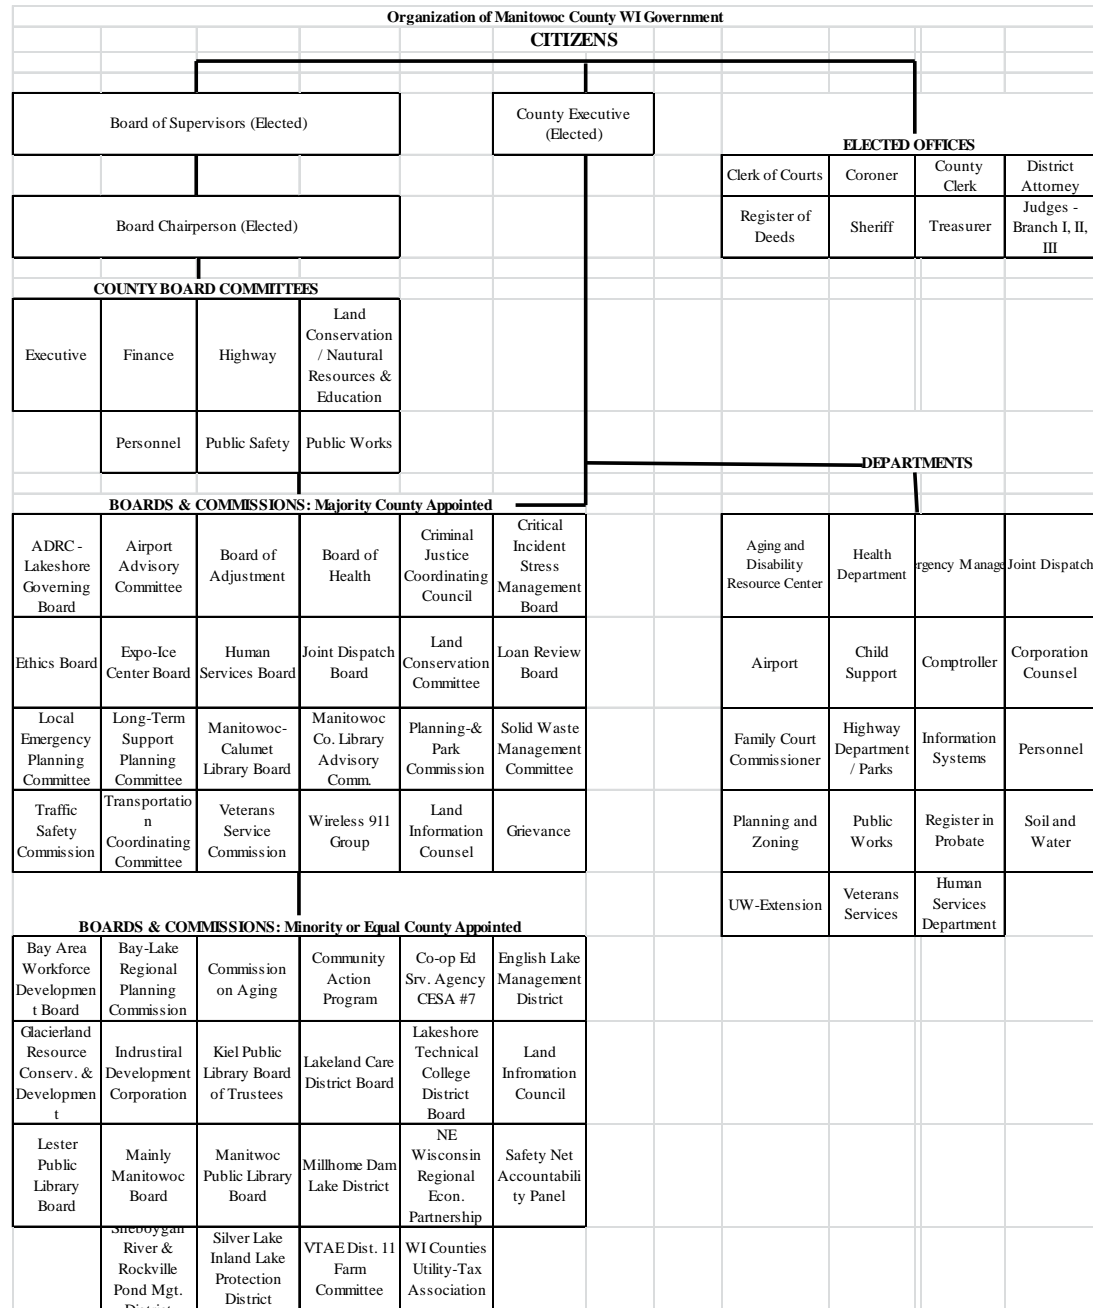 Organization of Manitowoc County WI Government
CITIZENS
Board of Supervisors (Elected)
County Executive
(Elected)
ELECTED OFFICES
Clerk of Courts
Coroner
County
Clerk
District
Attorney
Board Chairperson (Elected)
Register of
Deeds
Sheriff
Treasurer
Judges -
Branch I, II,
III
COUNTY BOARD COMMITTEES
Executive
Finance
Highway
Land
Conservation
/ Nautural
Resources &
Education
Personnel
Public Safety
Public Works
DEPARTMENTS
BOARDS & COMMISSIONS: Majority County Appointed
ADRC -
Lakeshore
Governing
Board
Airport
Advisory
Committee
Board of
Adjustment
Board of
Health
Criminal
Justice
Coordinating
Council
Critical
Incident
Stress
Management
Board
Aging and
Disability
Resource Center
Health
Department
rgency Manage
Joint Dispatch
Ethics Board
Expo-Ice
Center Board
Human
Services Board
Joint Dispatch
Board
Land
Conservation
Committee
Loan Review
Board
Airport
Child
Support
Comptroller
Corporation
Counsel
Local
Emergency
Planning
Committee
Long-Term
Support
Planning
Committee
Manitowoc-
Calumet
Library Board
Manitowoc
Co. Library
Advisory
Comm.
Planning-&
Park
Commission
Solid Waste
Management
Committee
Family Court
Commissioner
Highway
Department
/ Parks
Information
Systems
Personnel
Traffic
Safety
Commission
Transportatio
n
Coordinating
Committee
Veterans
Service
Commission
Wireless 911
Group
Land
Information
Counsel
Grievance
Planning and
Zoning
Public
Works
Register in
Probate
Soil and
Water
UW-Extension
Veterans
Services
Human
Services
Department
BOARDS & COMMISSIONS: Minority or Equal County Appointed
Bay Area
Workforce
Developmen
t Board
Bay-Lake
Regional
Planning
Commission
Commission
on Aging
Community
Action
Program
Co-op Ed
Srv. Agency
CESA #7
English Lake
Management
District
Glacierland
Resource
Conserv. &
Developmen
t
Indrustiral
Development
Corporation
Kiel Public
Library Board
of Trustees
Lakeland Care
District Board
Lakeshore
Technical
College
District
Board
Land
Infromation
Council
Lester
Public
Library
Board
Mainly
Manitowoc
Board
Manitwoc
Public Library
Board
Millhome Dam
Lake District
NE
Wisconsin
Regional
Econ.
Partnership
Safety Net
Accountabili
ty Panel
Sheboygan
River &
Rockville
Pond Mgt.
District
Silver Lake
Inland Lake
Protection
District
VTAE Dist. 11
Farm
Committee
WI Counties
Utility-Tax
Association